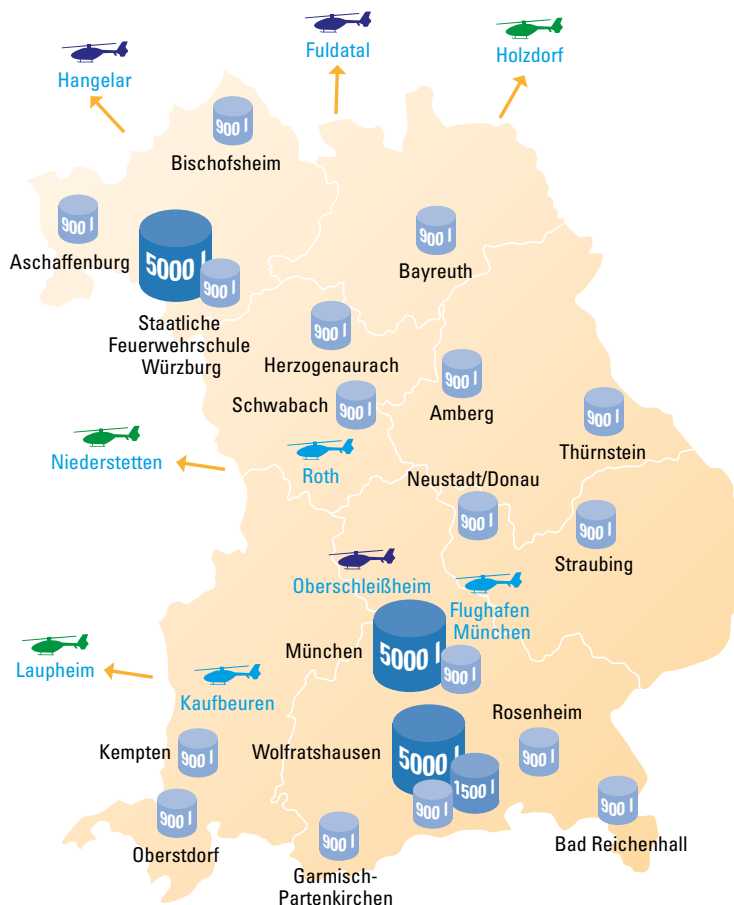 Fuldatal
Holzdorf
Hangelar
900 l
Bischofsheim
900 l
Aschaffenburg
5000 l
900 l
Staatliche
Feuerwehrschule
Würzburg
900 l
Bayreuth
900 l
Herzogenaurach
Schwabach
900 l
900 l
Amberg
900 l
Thürnstein
Niederstetten
Roth
Neustadt/Donau
900 l
900 l
Straubing
Oberschleißheim
Flughafen
München
München
5000 l
900 l
Laupheim
Kaufbeuren
Kempten
900 l
Wolfratshausen
5000 l
1500 l
900 l
Rosenheim
900 l
900 l
Oberstdorf
900 l
Garmisch-
Partenkirchen
900 l
Bad Reichenhall